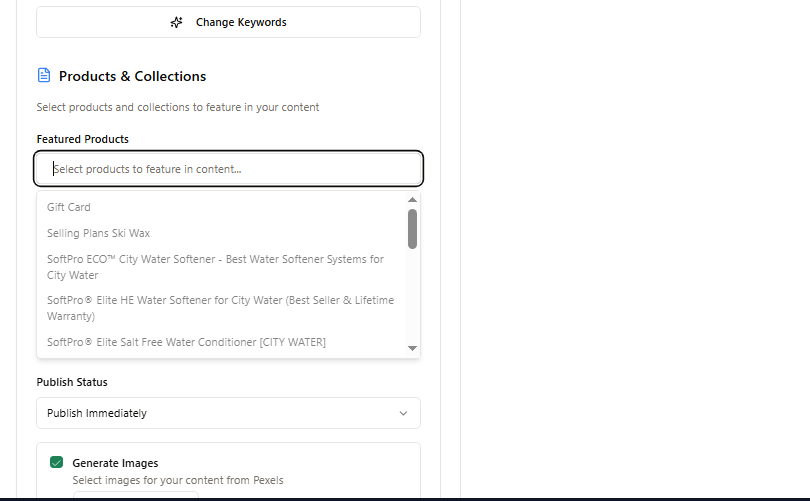 Change Keywords
Products & Collections
Select products and collections to feature in your content
Featured Products
Select products to feature in content...
Gift Card
Selling Plans Ski Wax
SoftPro ECO™ City Water Softener - Best Water Softener Systems for
City Water
SoftPro® Elite HE Water Softener for City Water (Best Seller & Lifetime
Warranty)
SoftPro® Elite Salt Free Water Conditioner [CITY WATER]
Publish Status
Publish Immediately
Generate Images
Select images for your content from Pexels